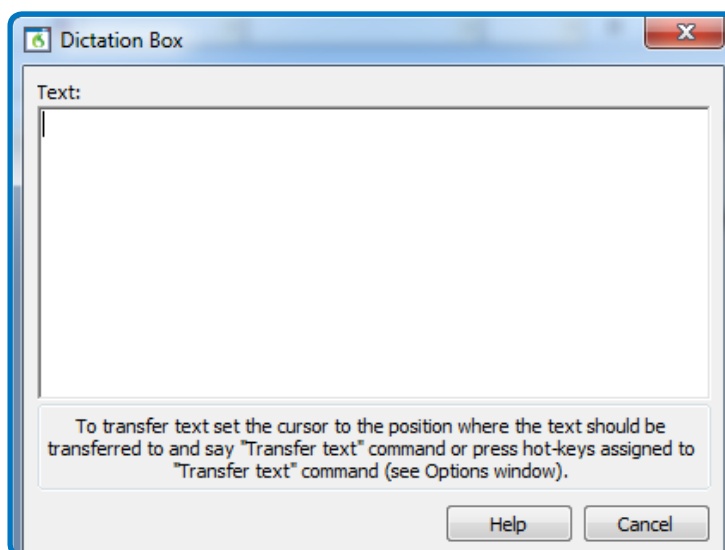 Dictation Box
Text:
To transfer text set the cursor to the position where the text should be
transferred to and say "Transfer text" command or press hot-keys assigned to
"Transfer text" command (see Options window).
Help Cancel